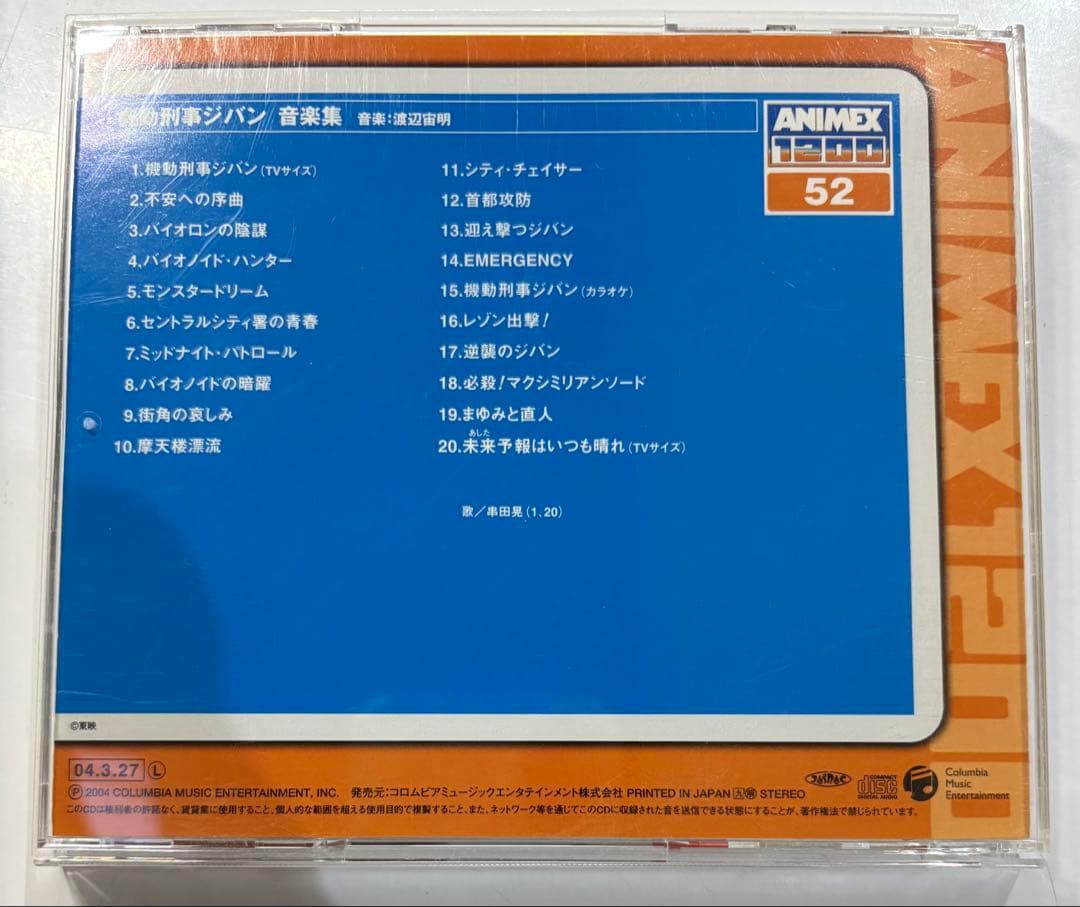 機動刑事ジバン 音楽集 音楽:渡辺宙明
ANIMEX
1200
52
1.機動刑事ジバン(TVサイズ)
2.不安への序曲
3.バイオロンの陰謀
4.バイオノイド・ハンター
5.モンスタードリーム
6.セントラルシティ署の青春
7.ミッドナイト・パトロール
8.バイオノイドの暗躍
9.街角の哀しみ
10.摩天楼漂流
11.シティ・チェイサー
12.首都攻防
13.迎え撃つジバン
14.EMERGENCY
15.機動刑事ジバン(カラオケ)
16.レゾン出撃!
17.逆襲のジバン
18.必殺!マクシミリアンソード
19.まゆみと直人
あした
20.未来予報はいつも晴れ(TVサイズ)
歌/串田晃(1、20)
ANIMEX1200
©東映
04.3.27 Ⓛ
Ⓟ 2004 COLUMBIA MUSIC ENTERTAINMENT, INC. 発売元:コロムビアミュージックエンタテインメント株式会社 PRINTED IN JAPAN STEREO
このCDは権利者の許諾なく、賃貸業に使用すること、個人的な範囲を超える使用目的で複製すること、また、ネットワーク等を通じてこのCDに収録された音を送信できる状態にすることが、著作権法で禁じられています。
COMPACT
disc
DIGITAL AUDIO
Columbia
Music
Entertainment